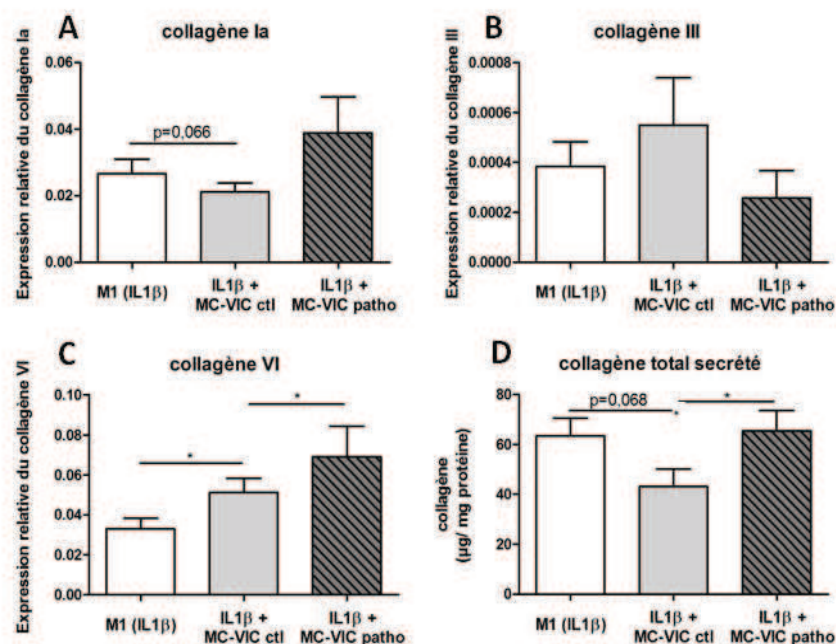 A
collagène Ia
Expression relative du collagène Ia
0.06
0.04
0.02
0.00
p=0,066
M1 (IL1β)
IL1β +
MC-VIC ctl
IL1β +
MC-VIC patho
B
collagène III
Expression relative du collagène III
0.0008
0.0006
0.0004
0.0002
0.0000
M1 (IL1β)
IL1β +
MC-VIC ctl
IL1β +
MC-VIC patho
C
collagène VI
Expression relative du collagène VI
0.10
0.08
0.06
0.04
0.02
0.00
*
*
M1 (IL1β)
IL1β +
MC-VIC ctl
IL1β +
MC-VIC patho
D
collagène total secrété
collagène
(µg/ mg protéine)
80
60
40
20
0
p=0,068
*
*
M1 (IL1β)
IL1β +
MC-VIC ctl
IL1β +
MC-VIC patho